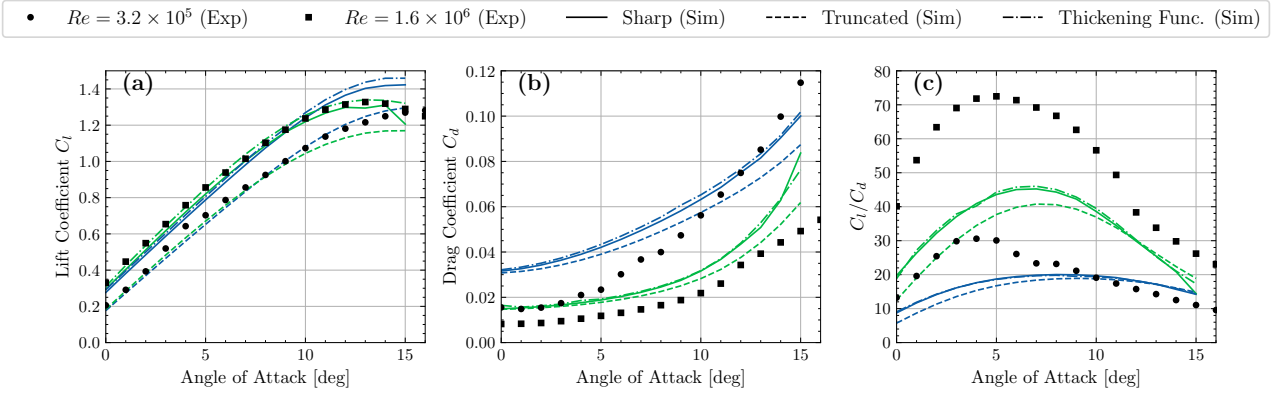 Re = 3.2 × 10⁵ (Exp) Re = 1.6 × 10⁶ (Exp) Sharp (Sim) Truncated (Sim) Thickening Func. (Sim)
(a)
Lift Coefficient C_l
1.4
1.2
1.0
0.8
0.6
0.4
0.2
0.0
0 5 10 15
Angle of Attack [deg]
(b)
Drag Coefficient C_d
0.12
0.10
0.08
0.06
0.04
0.02
0.00
0 5 10 15
Angle of Attack [deg]
(c)
C_l/C_d
80
70
60
50
40
30
20
10
0
0 5 10 15
Angle of Attack [deg]